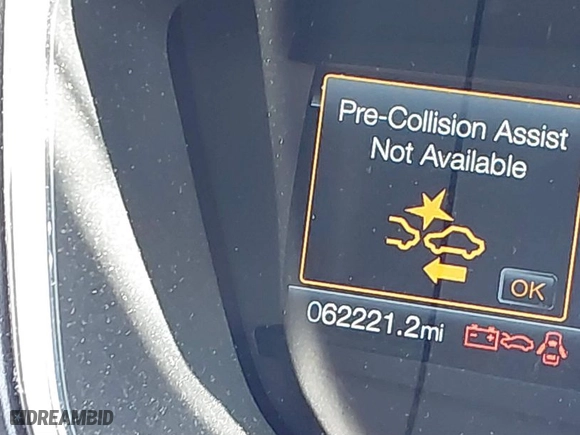 Pre-Collision Assist
Not Available
OK
062221.2mi
DREAMBID